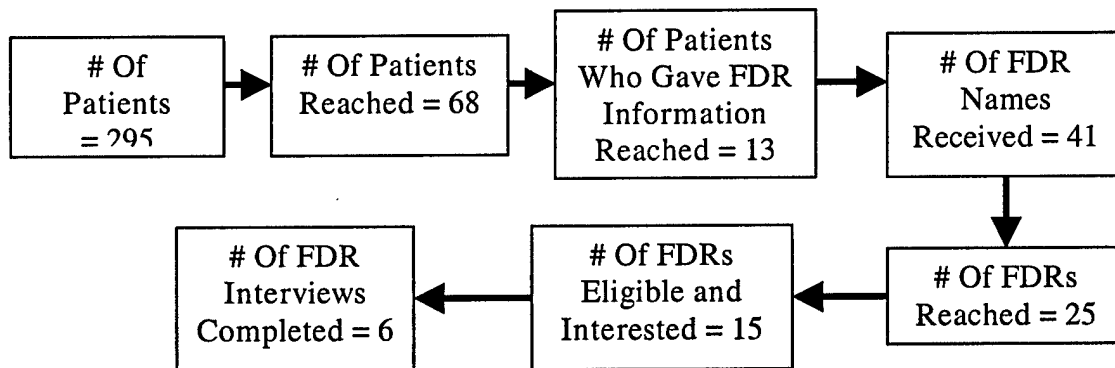 # Of
Patients
= 295
# Of Patients
Reached = 68
# Of Patients
Who Gave FDR
Information
Reached = 13
# Of FDR
Names
Received = 41
# Of FDRs
Reached = 25
# Of FDRs
Eligible and
Interested = 15
# Of FDR
Interviews
Completed = 6